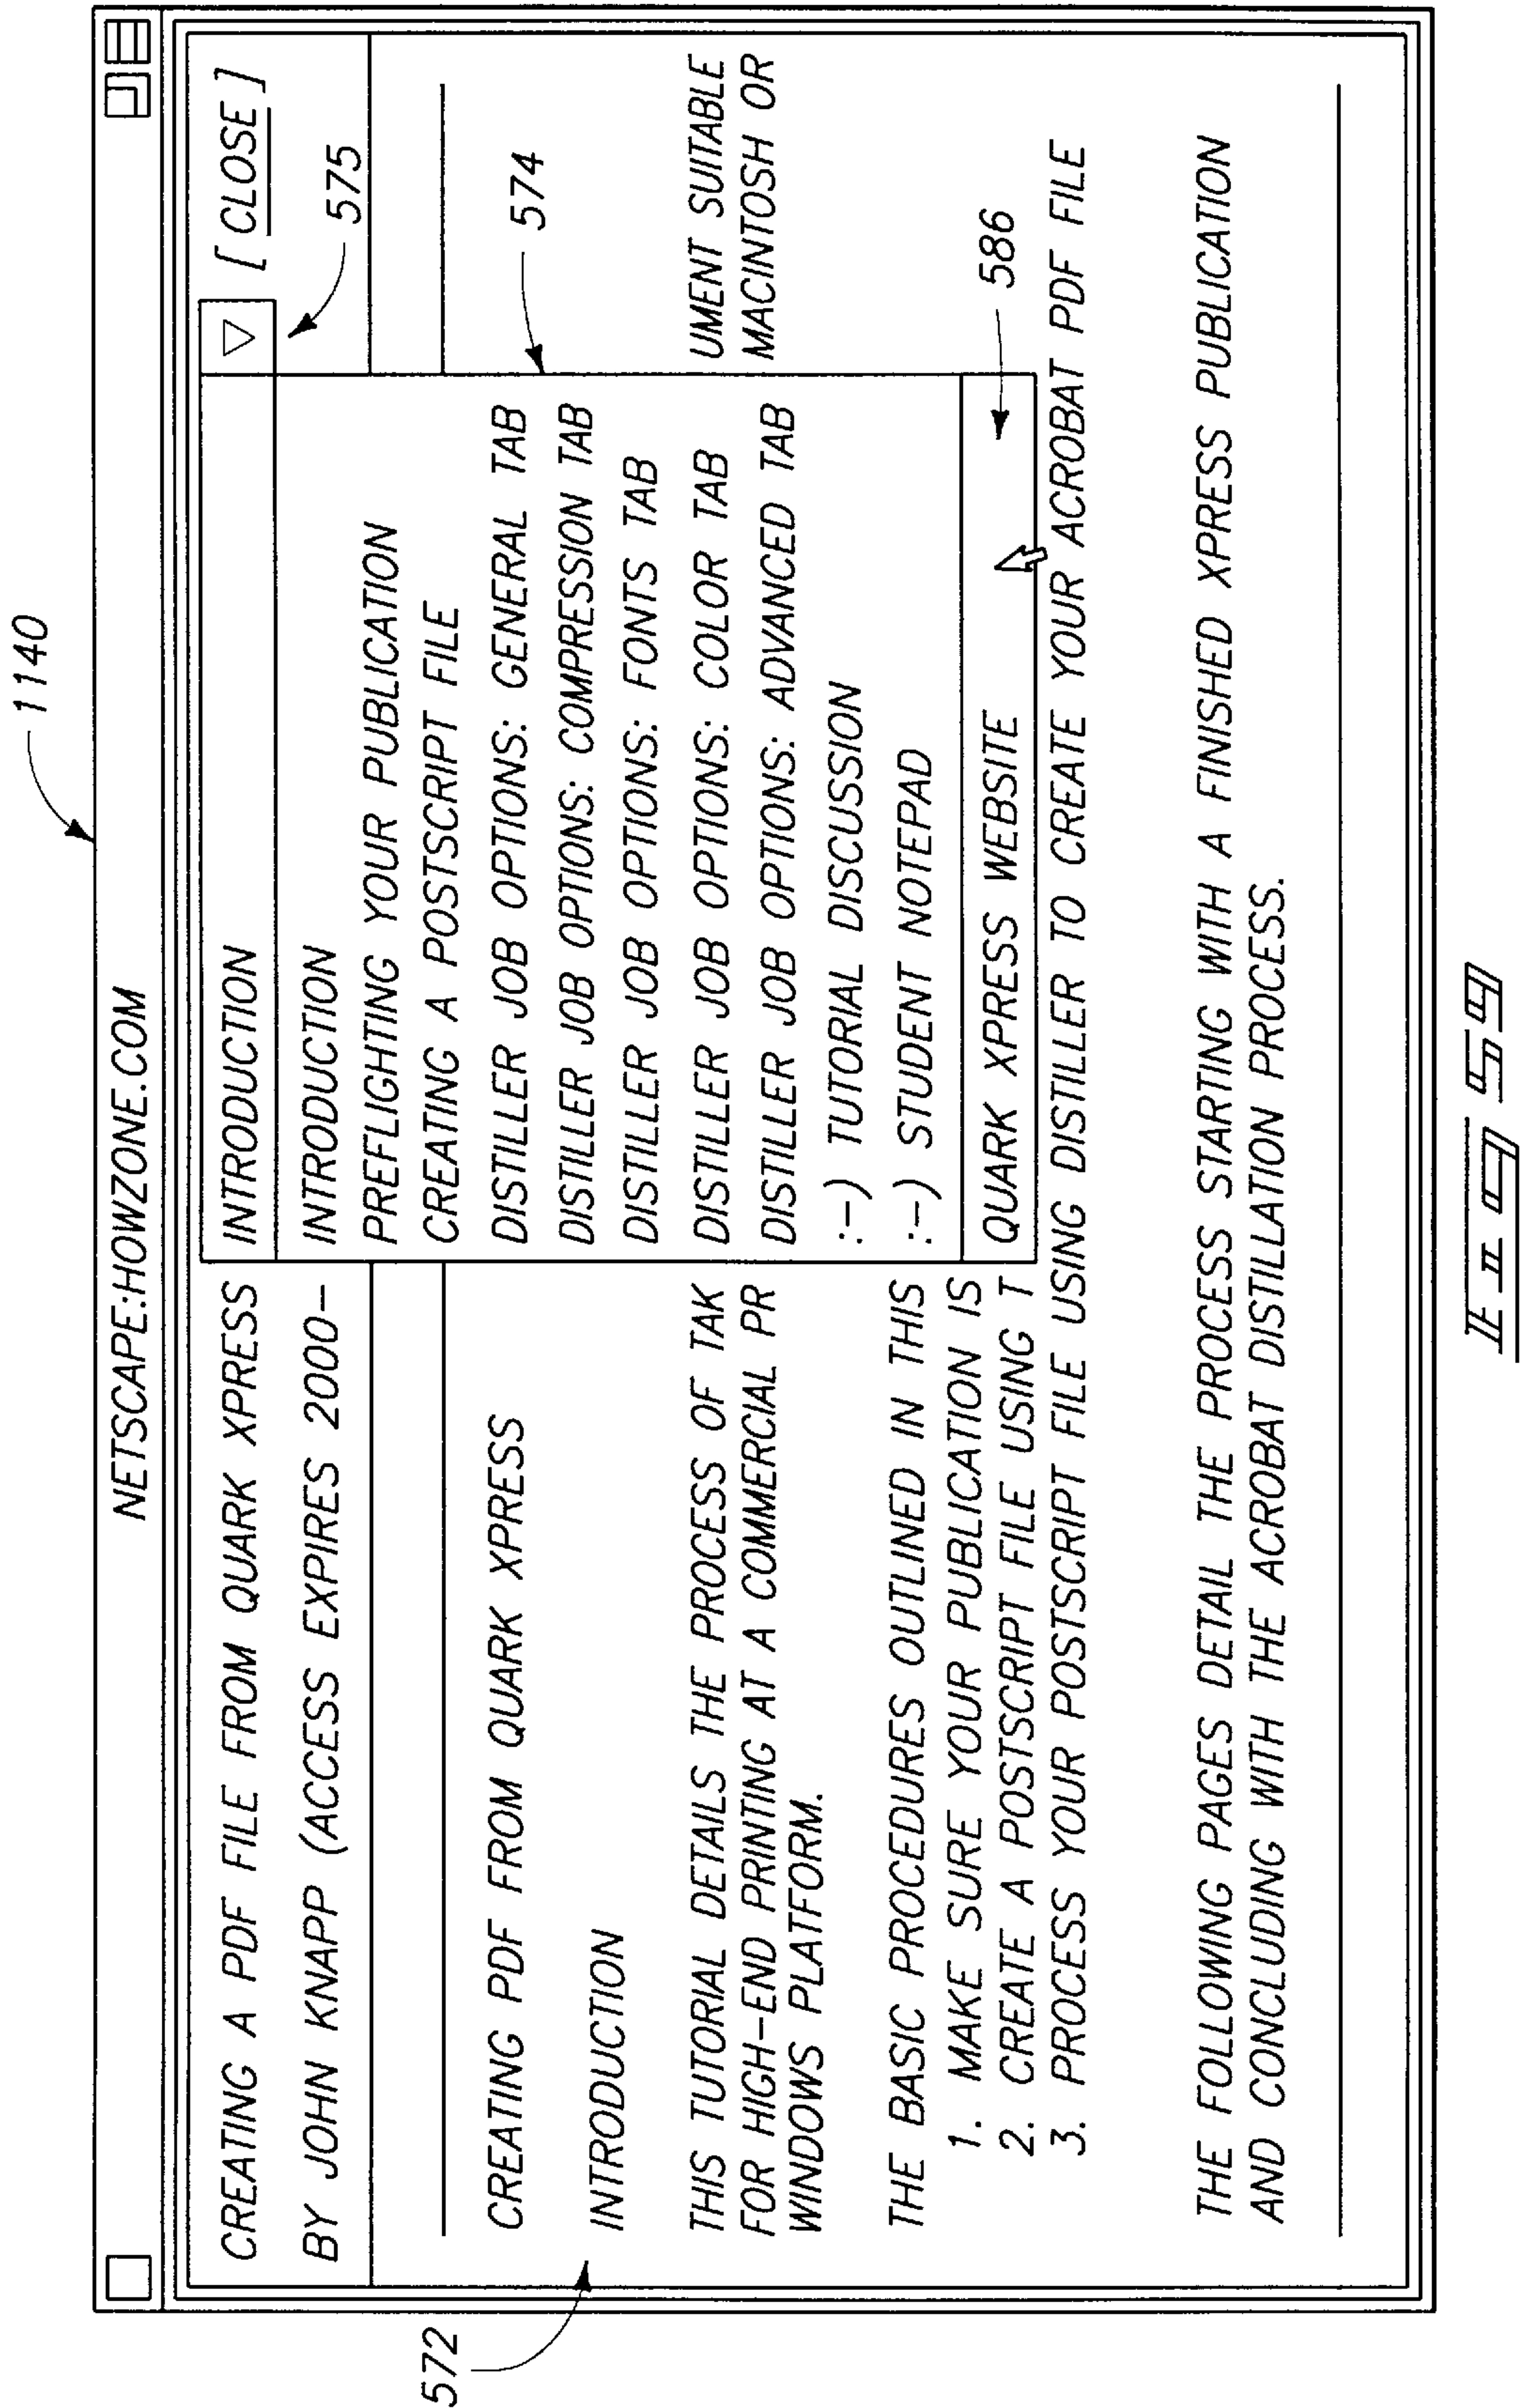 1140
NETSCAPE:HOWZONE.COM
CREATING A PDF FILE FROM QUARK XPRESS
INTRODUCTION
[ CLOSE ]
BY JOHN KNAPP (ACCESS EXPIRES 2000-
575
INTRODUCTION
PREFLIGHTING YOUR PUBLICATION
CREATING A POSTSCRIPT FILE
DISTILLER JOB OPTIONS: GENERAL TAB
DISTILLER JOB OPTIONS: COMPRESSION TAB
DISTILLER JOB OPTIONS: FONTS TAB
DISTILLER JOB OPTIONS: COLOR TAB
DISTILLER JOB OPTIONS: ADVANCED TAB
:-) TUTORIAL DISCUSSION
:-) STUDENT NOTEPAD
QUARK XPRESS WEBSITE
574
586
572
CREATING PDF FROM QUARK XPRESS
INTRODUCTION
THIS TUTORIAL DETAILS THE PROCESS OF TAK
UMENT SUITABLE
FOR HIGH-END PRINTING AT A COMMERCIAL PR
MACINTOSH OR
WINDOWS PLATFORM.
THE BASIC PROCEDURES OUTLINED IN THIS
1. MAKE SURE YOUR PUBLICATION IS
2. CREATE A POSTSCRIPT FILE USING T
3. PROCESS YOUR POSTSCRIPT FILE USING DISTILLER TO CREATE YOUR ACROBAT PDF FILE
THE FOLLOWING PAGES DETAIL THE PROCESS STARTING WITH A FINISHED XPRESS PUBLICATION
AND CONCLUDING WITH THE ACROBAT DISTILLATION PROCESS.
FIG 59